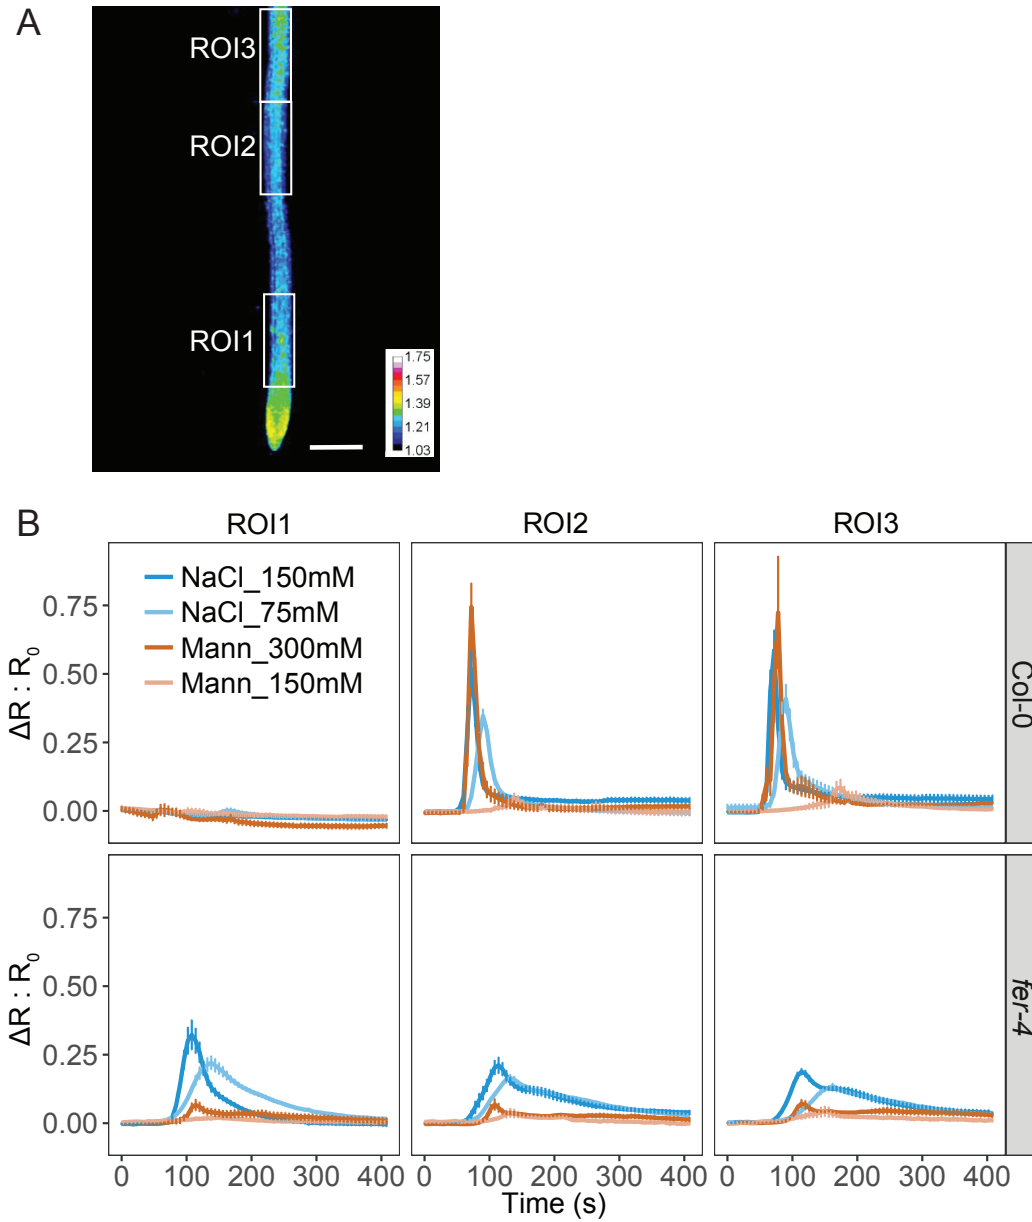 A
ROI3
ROI2
ROI1
1.75
1.57
1.39
1.21
1.03
B
ROI1 ROI2 ROI3
NaCl_150mM
NaCl_75mM
Mann_300mM
Mann_150mM
0.75
0.50
0.25
0.00
ΔR : R₀
Col-0
0.75
0.50
0.25
0.00
ΔR : R₀
fer-4
0 100 200 300 400 0 100 200 300 400 0 100 200 300 400
Time (s)